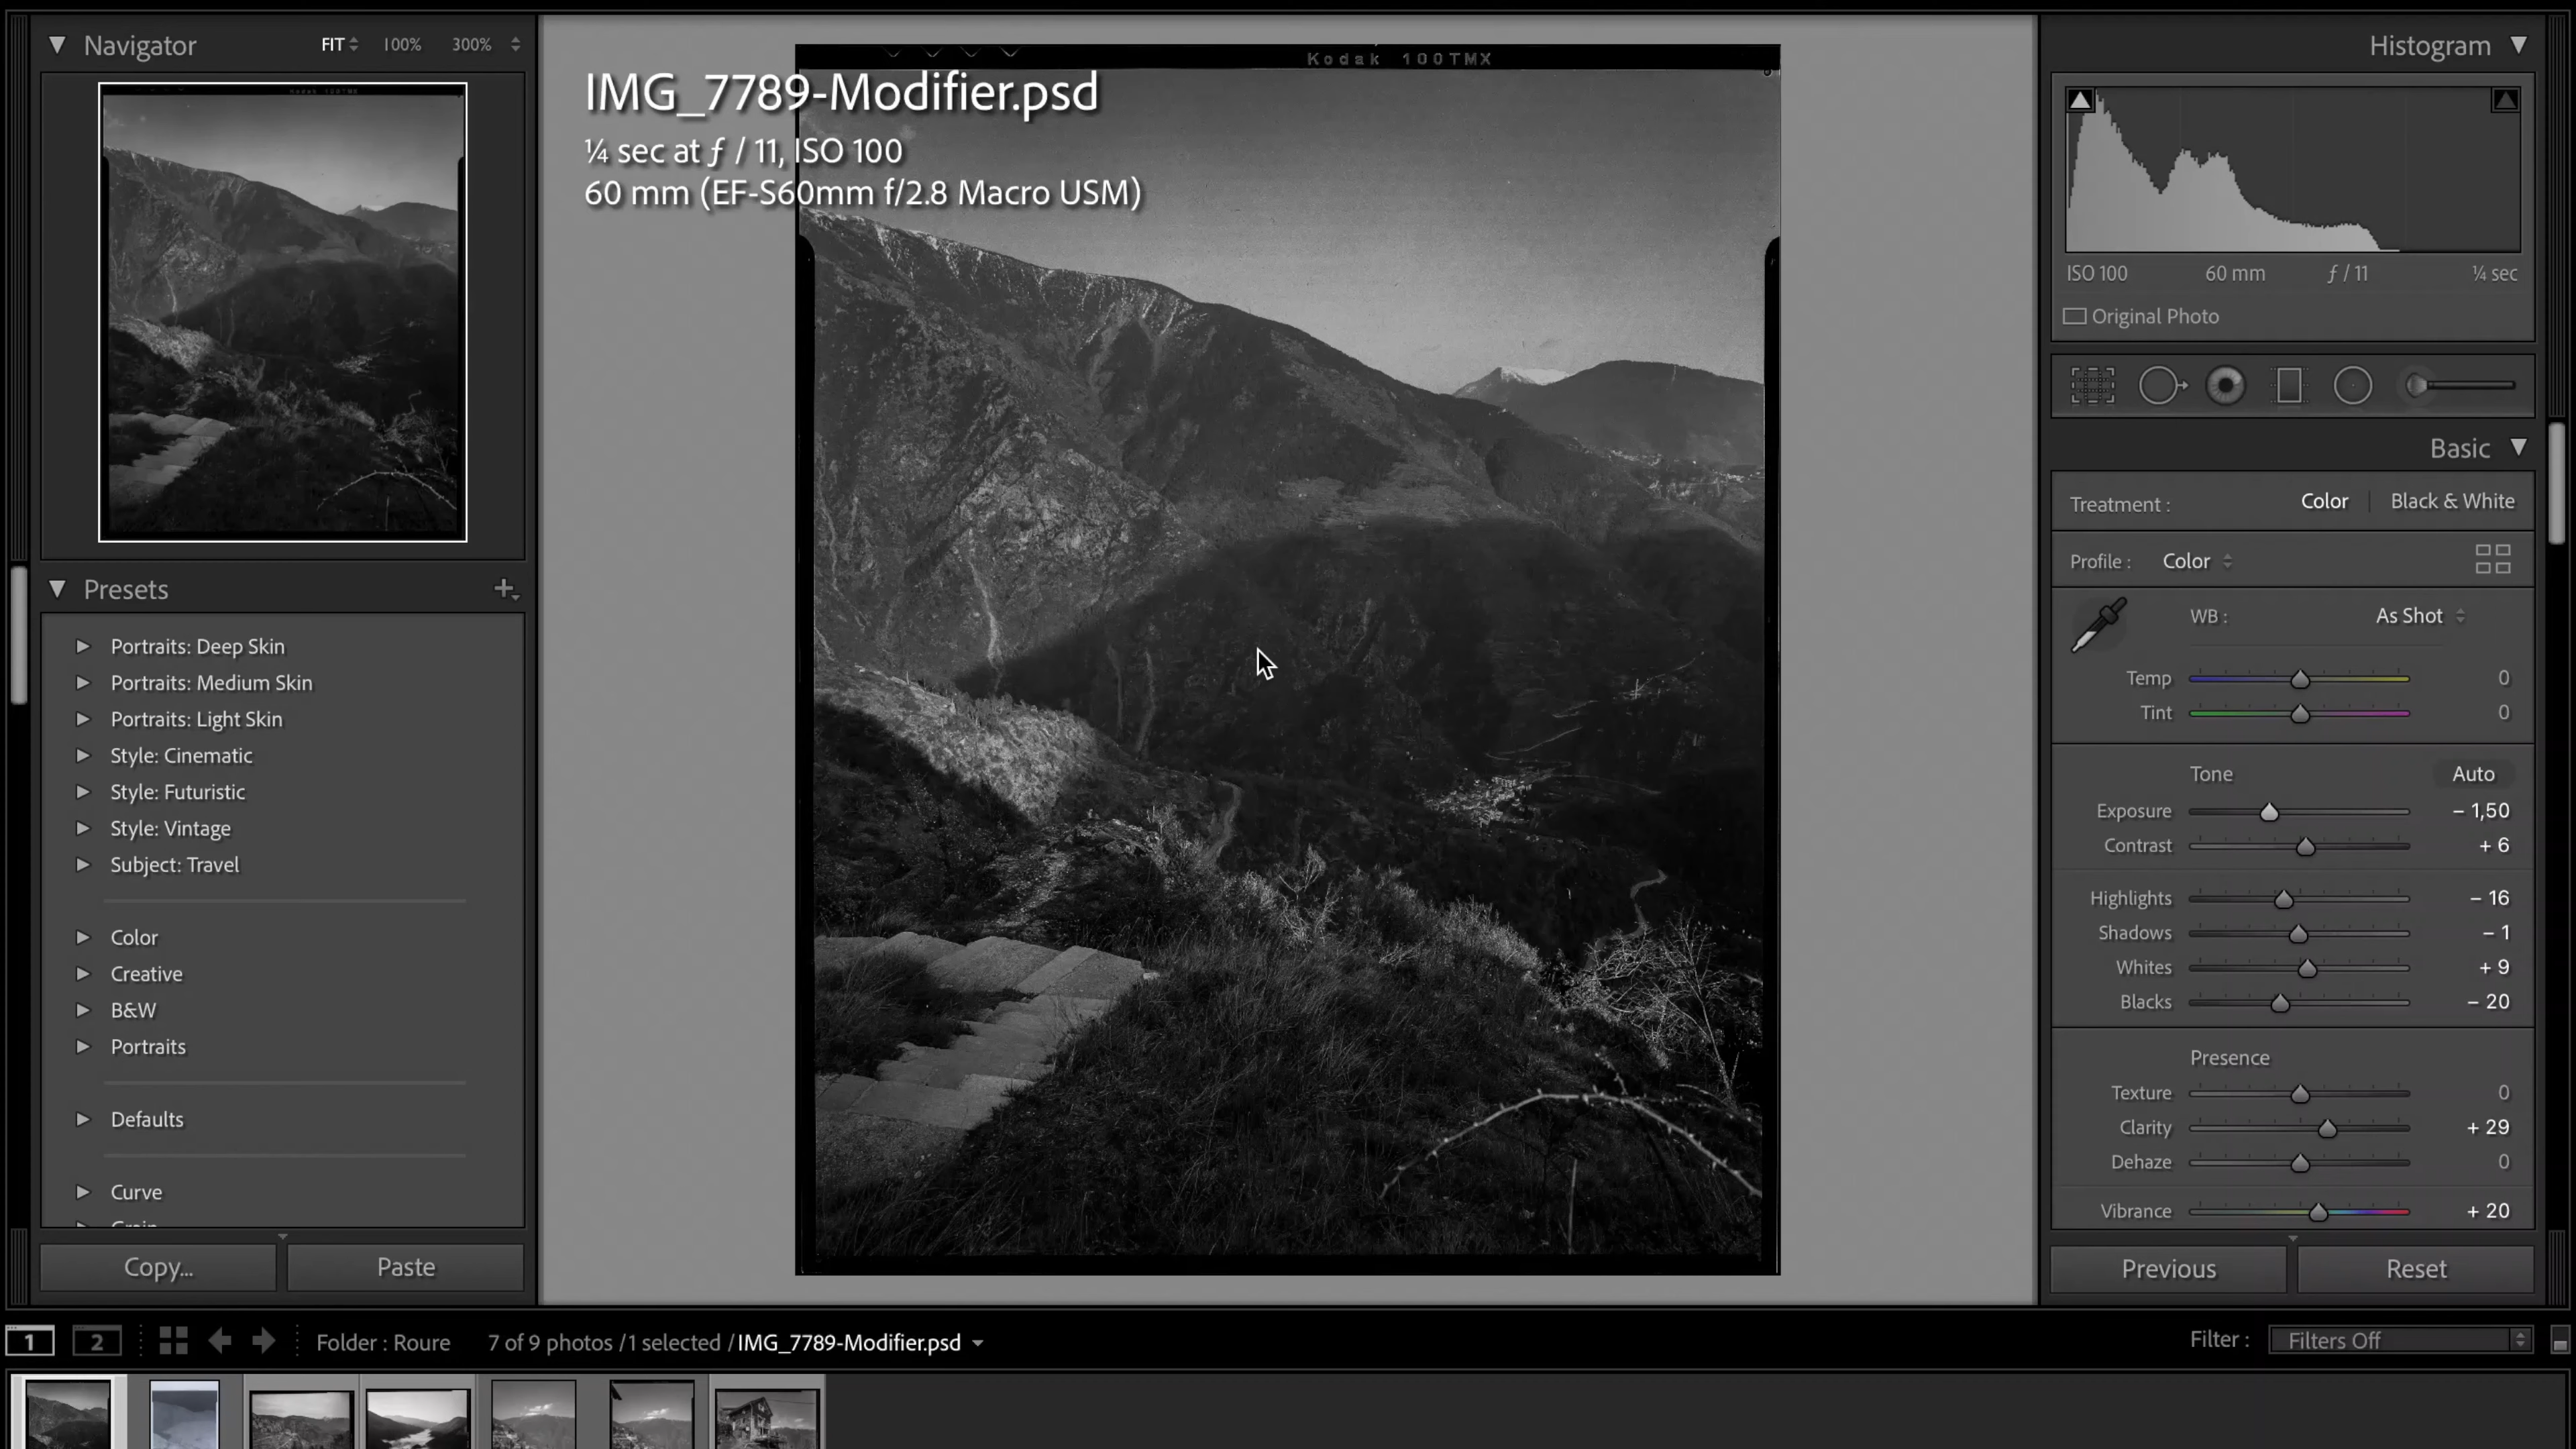 Navigator FIT 100% 300%
Presets
Portraits: Deep Skin
Portraits: Medium Skin
Portraits: Light Skin
Style: Cinematic
Style: Futuristic
Style: Vintage
Subject: Travel
Color
Creative
B&W
Portraits
Defaults
Curve
Grain
Copy... Paste
Kodak 100TMX
IMG_7789-Modifier.psd
¼ sec at ƒ / 11, ISO 100
60 mm (EF-S60mm f/2.8 Macro USM)
Histogram
ISO 100 60 mm ƒ / 11 ¼ sec
Original Photo
Basic
Treatment : Color Black & White
Profile : Color
WB : As Shot
Temp 0
Tint 0
Tone Auto
Exposure – 1,50
Contrast + 6
Highlights – 16
Shadows – 1
Whites + 9
Blacks – 20
Presence
Texture 0
Clarity + 29
Dehaze 0
Vibrance + 20
Previous Reset
1 2 Folder : Roure 7 of 9 photos /1 selected /IMG_7789-Modifier.psd Filter : Filters Off